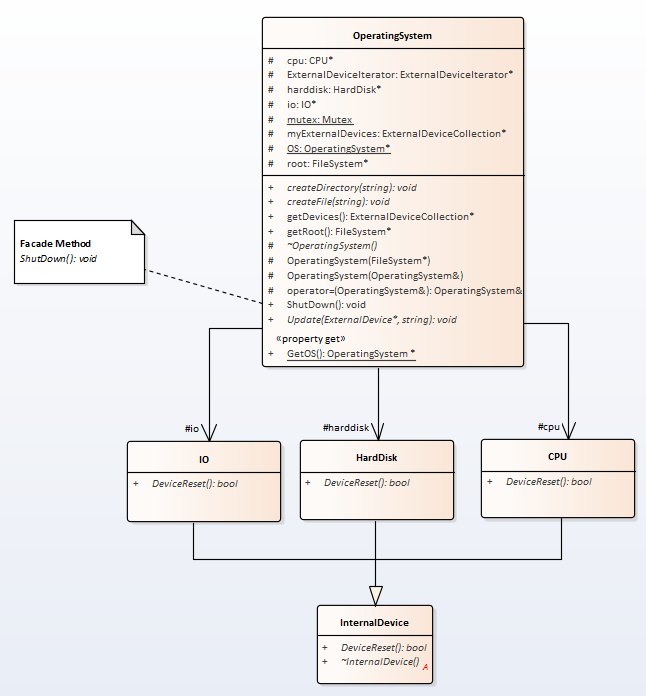 OperatingSystem
# cpu: CPU*
# ExternalDeviceIterator: ExternalDeviceIterator*
# harddisk: HardDisk*
# io: IO*
# mutex: Mutex
# myExternalDevices: ExternalDeviceCollection*
# OS: OperatingSystem*
# root: FileSystem*
+ createDirectory(string): void
+ createFile(string): void
+ getDevices(): ExternalDeviceCollection*
+ getRoot(): FileSystem*
# ~OperatingSystem()
# OperatingSystem(FileSystem*)
# OperatingSystem(OperatingSystem&)
# operator=(OperatingSystem&): OperatingSystem&
+ ShutDown(): void
+ Update(ExternalDevice*, string): void
«property get»
+ GetOS(): OperatingSystem *
Facade Method
ShutDown(): void
#io
#harddisk
#cpu
IO
+ DeviceReset(): bool
HardDisk
+ DeviceReset(): bool
CPU
+ DeviceReset(): bool
InternalDevice
+ DeviceReset(): bool
+ ~InternalDevice()
A